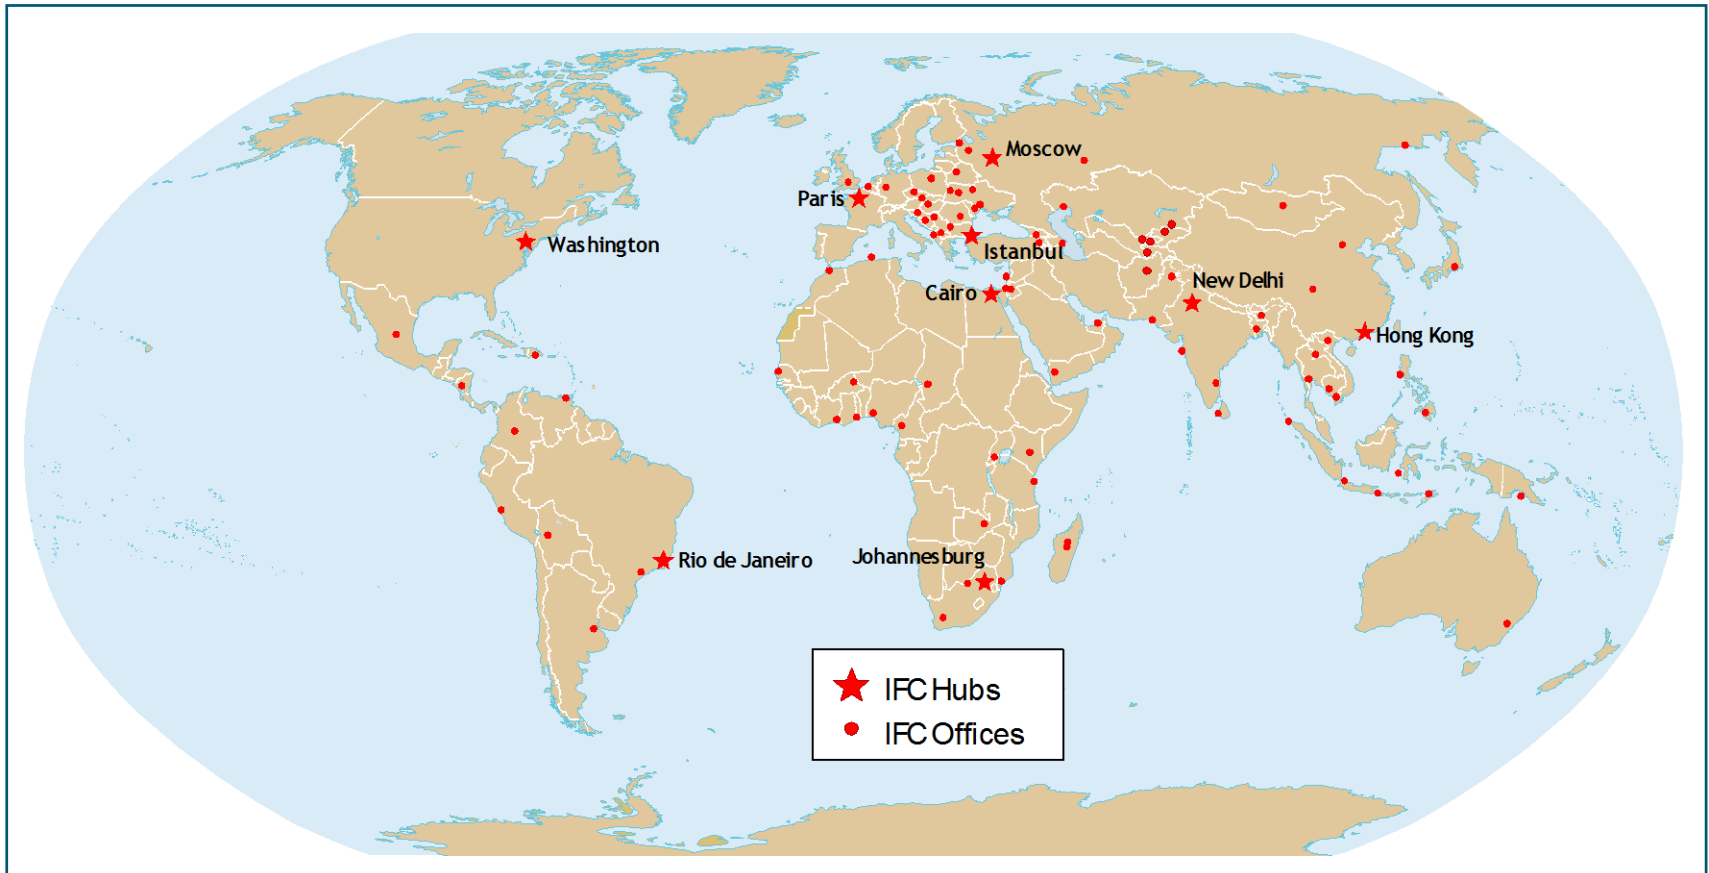 Moscow
Paris
Washington
Istanbul
New Delhi
Cairo
Hong Kong
Johannesburg
Rio de Janeiro
IFC Hubs
IFC Offices